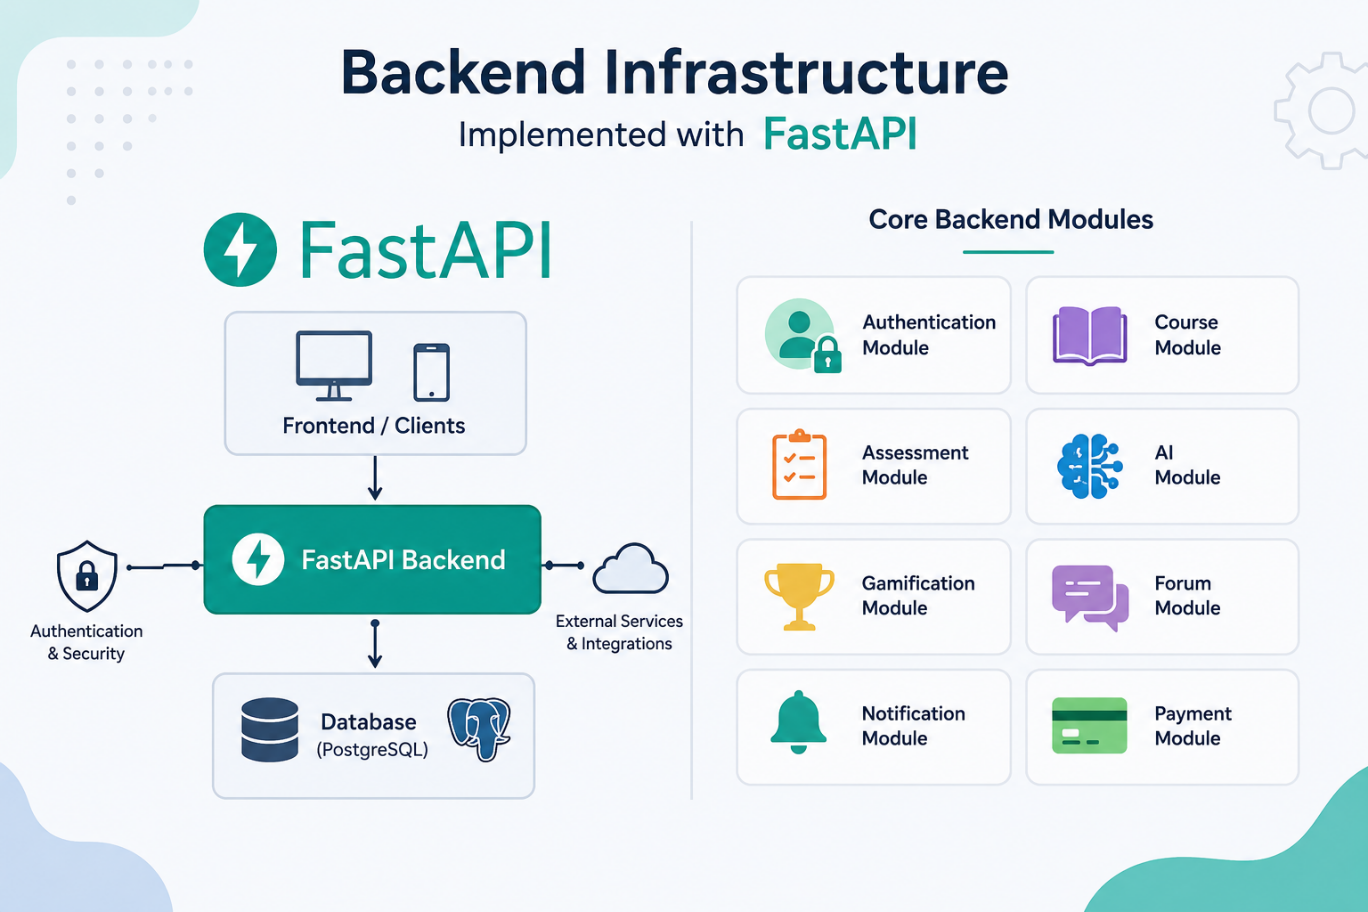 Backend Infrastructure
Implemented with FastAPI
FastAPI
Frontend / Clients
FastAPI Backend
Authentication
& Security
External Services
& Integrations
Database
(PostgreSQL)
Core Backend Modules
Authentication
Module
Course
Module
Assessment
Module
AI
Module
Gamification
Module
Forum
Module
Notification
Module
Payment
Module